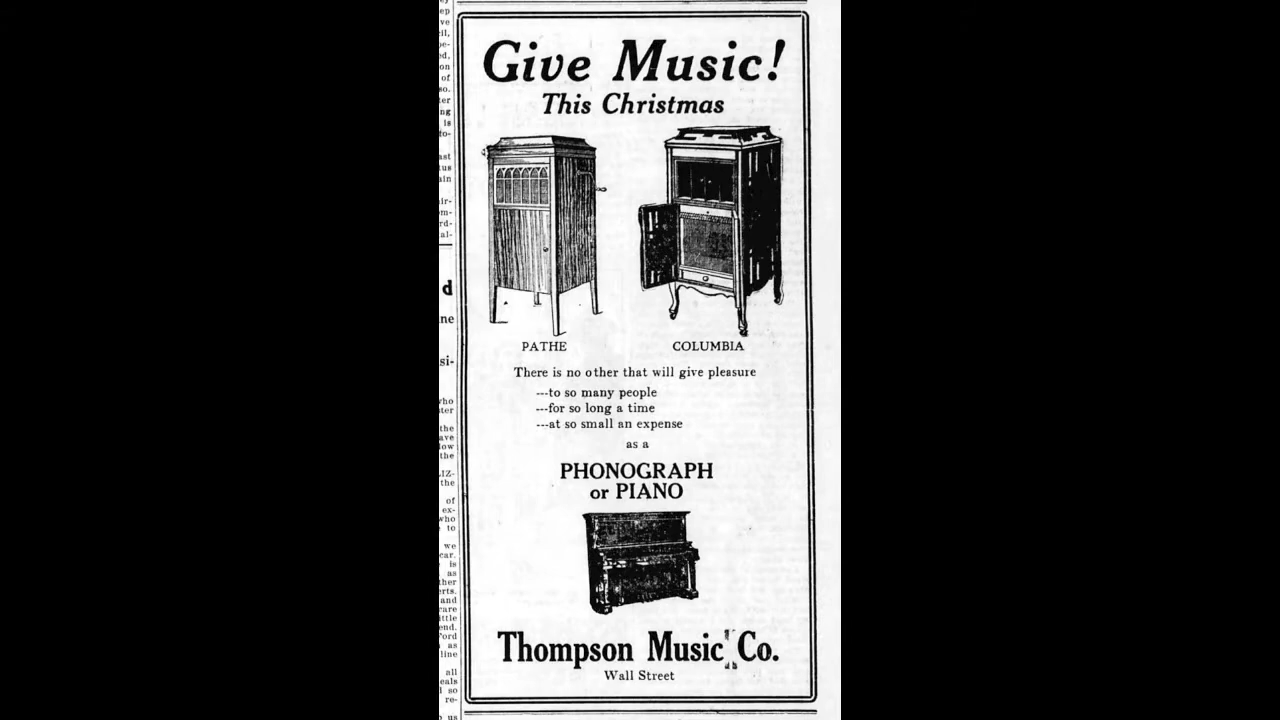 Give Music!
This Christmas
PATHE
COLUMBIA
There is no other that will give pleasure
---to so many people
---for so long a time
---at so small an expense
as a
PHONOGRAPH
or PIANO
Thompson Music Co.
Wall Street